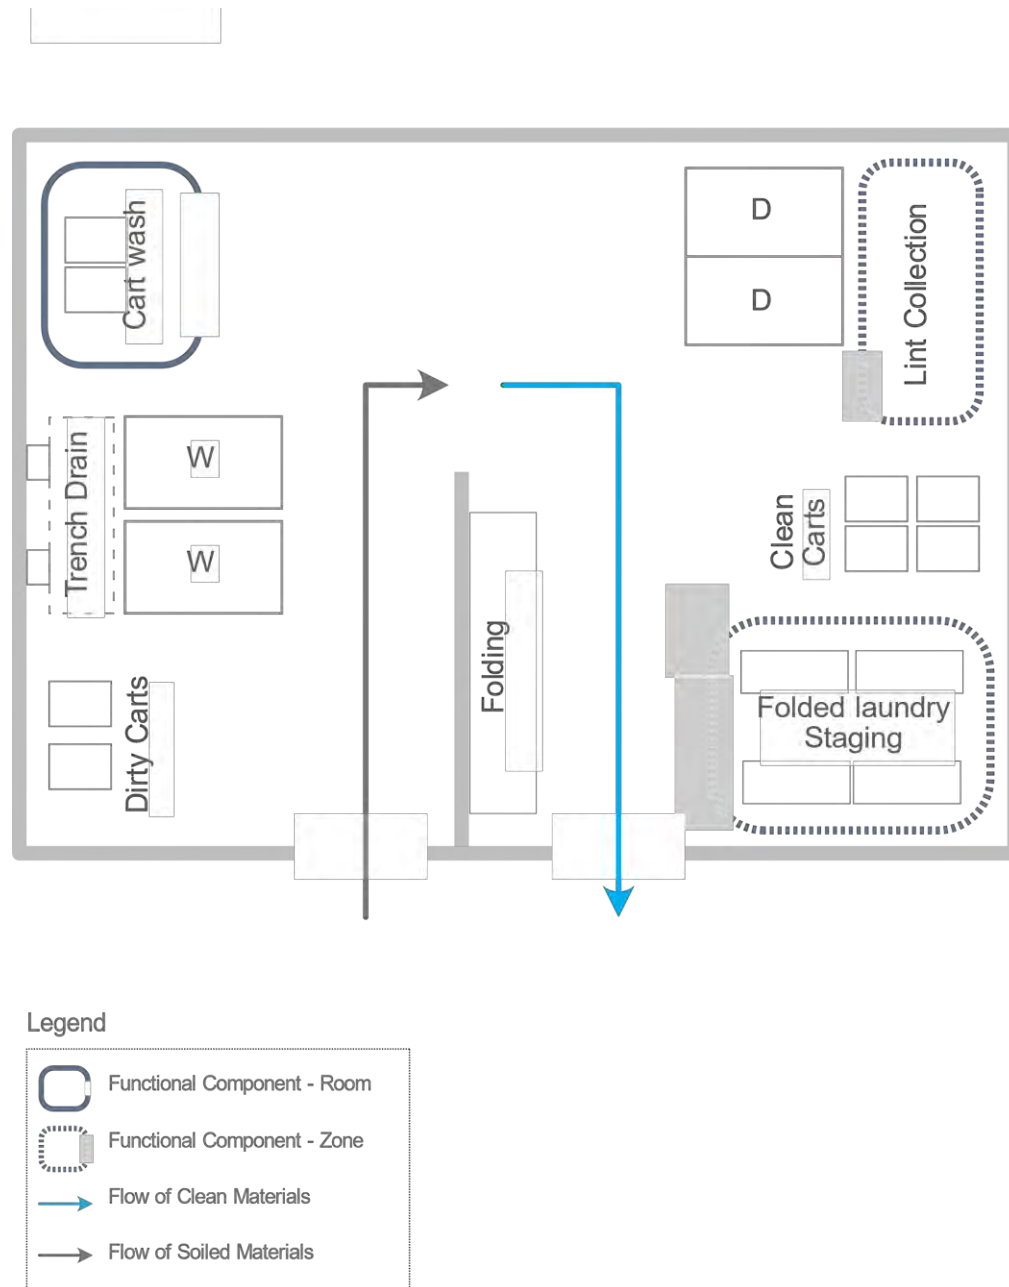 Cart wash
D
D
Lint Collection
Trench Drain
W
W
Clean
Carts
Dirty Carts
Folding
Folded laundry
Staging
Legend
Functional Component - Room
Functional Component - Zone
Flow of Clean Materials
Flow of Soiled Materials